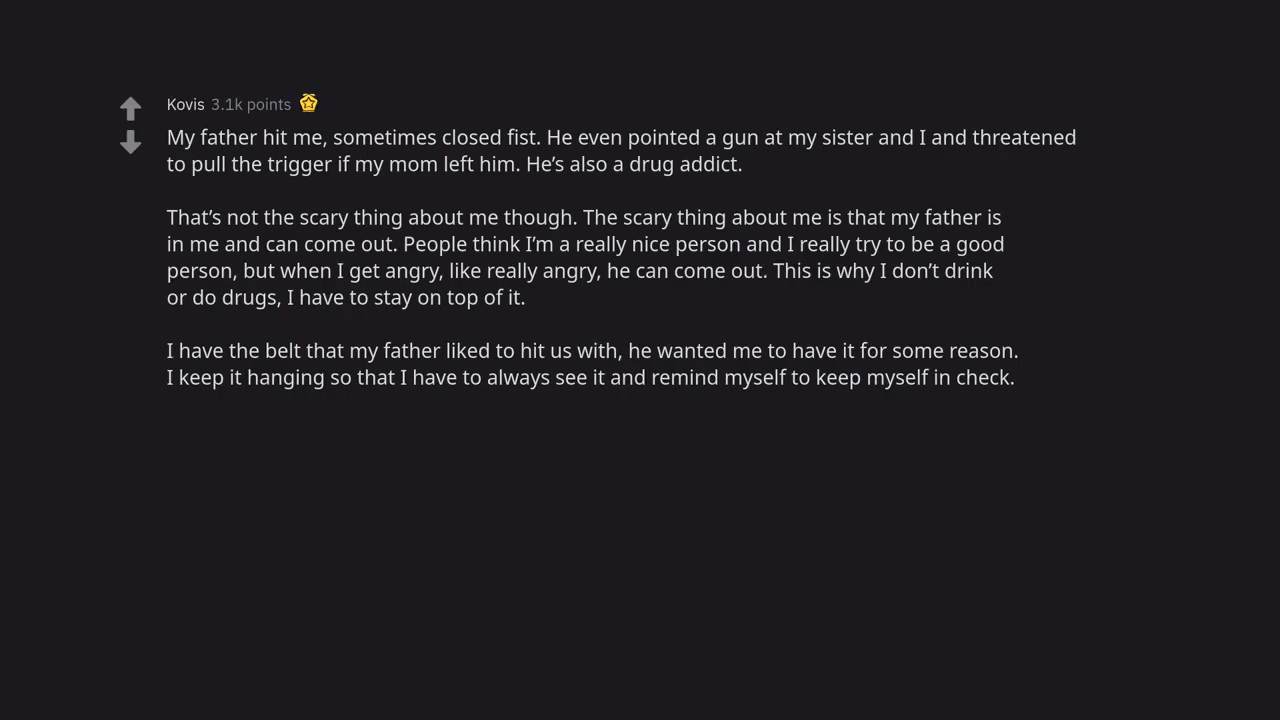 Kovis 3.1k points
My father hit me, sometimes closed fist. He even pointed a gun at my sister and I and threatened
to pull the trigger if my mom left him. He’s also a drug addict.
That’s not the scary thing about me though. The scary thing about me is that my father is
in me and can come out. People think I’m a really nice person and I really try to be a good
person, but when I get angry, like really angry, he can come out. This is why I don’t drink
or do drugs, I have to stay on top of it.
I have the belt that my father liked to hit us with, he wanted me to have it for some reason.
I keep it hanging so that I have to always see it and remind myself to keep myself in check.